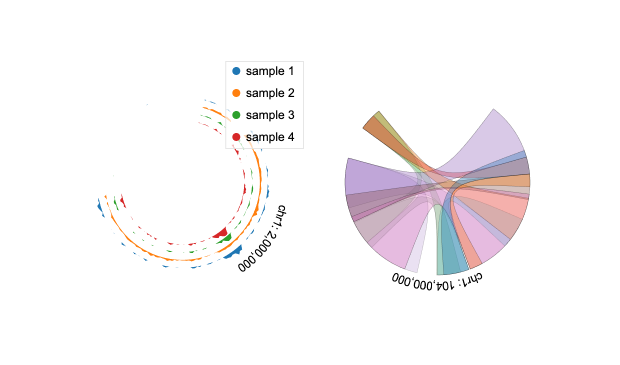 sample 1
sample 2
sample 3
sample 4
chr1: 2,000,000
chr1: 104,000,000